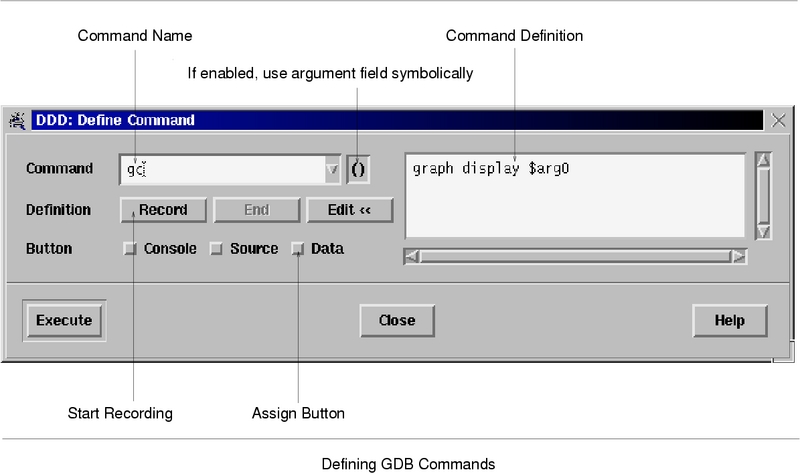 Command Name
Command Definition
If enabled, use argument field symbolically
DDD: Define Command
Command
gc
()
graph display $arg0
Definition
Record
End
Edit <<
Button
Console
Source
Data
Execute
Close
Help
Start Recording
Assign Button
Defining GDB Commands